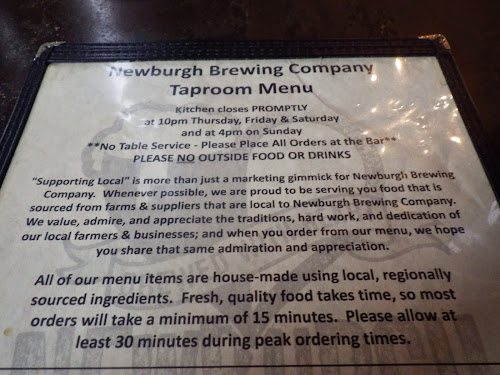 Newburgh Brewing Company
Taproom Menu
Kitchen closes PROMPTLY
at 10pm Thursday, Friday & Saturday
and at 4pm on Sunday
**No Table Service - Please Place All Orders at the Bar**
PLEASE NO OUTSIDE FOOD OR DRINKS
"Supporting Local" is more than just a marketing gimmick for Newburgh Brewing
Company. Whenever possible, we are proud to be serving you food that is
sourced from farms & suppliers that are local to Newburgh Brewing Company.
We value, admire, and appreciate the traditions, hard work, and dedication of
our local farmers & businesses; and when you order from our menu, we hope
you share that same admiration and appreciation.
All of our menu items are house-made using local, regionally
sourced ingredients. Fresh, quality food takes time, so most
orders will take a minimum of 15 minutes. Please allow at
least 30 minutes during peak ordering times.